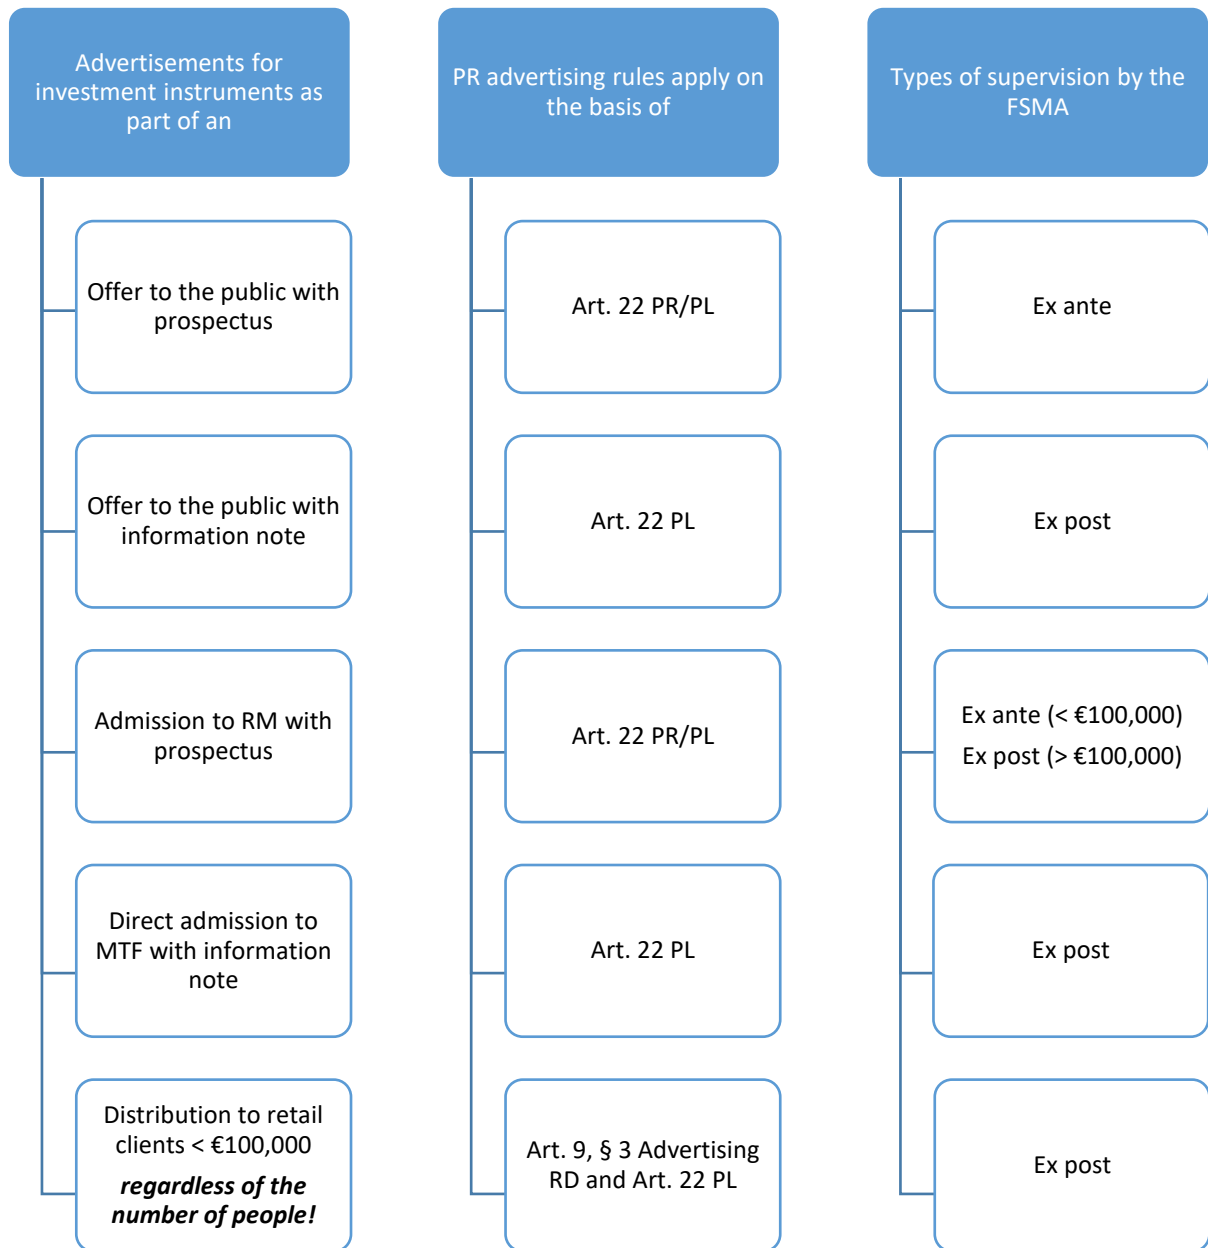 Advertisements for
investment instruments as
part of an
Offer to the public with
prospectus
Offer to the public with
information note
Admission to RM with
prospectus
Direct admission to
MTF with information
note
Distribution to retail
clients < €100,000
regardless of the
number of people!
PR advertising rules apply on
the basis of
Art. 22 PR/PL
Art. 22 PL
Art. 22 PR/PL
Art. 22 PL
Art. 9, § 3 Advertising
RD and Art. 22 PL
Types of supervision by the
FSMA
Ex ante
Ex post
Ex ante (< €100,000)
Ex post (> €100,000)
Ex post
Ex post